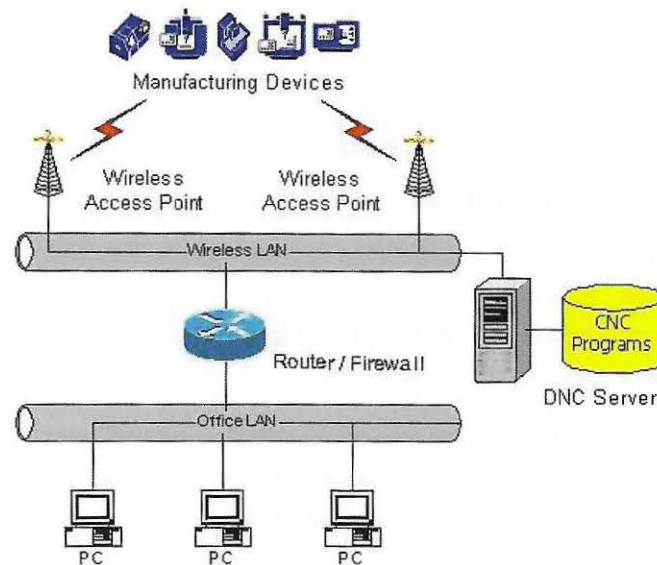 Manufacturing Devices
Wireless
Access Point
Wireless
Access Point
Wireless LAN
CNC
Programs
Router / Firewall
DNC Server
Office LAN
PC
PC
PC